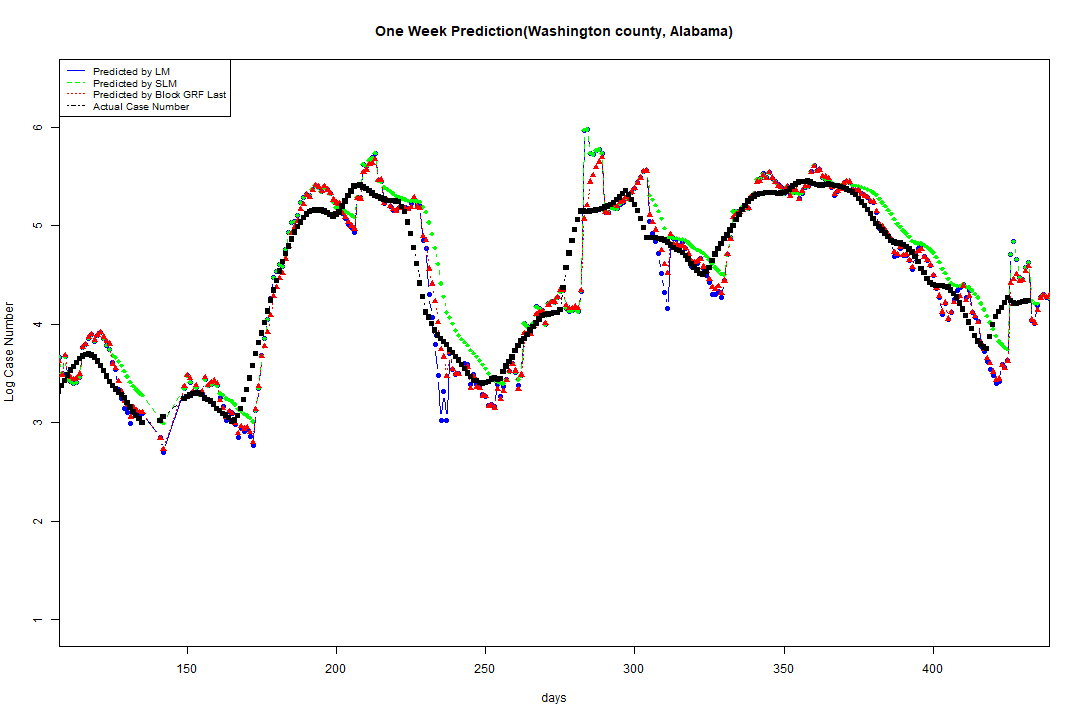 One Week Prediction(Washington county, Alabama)
Predicted by LM
Predicted by SLM
Predicted by Block GRF Last
Actual Case Number
Log Case Number
6
5
4
3
2
1
150 200 250 300 350 400
days